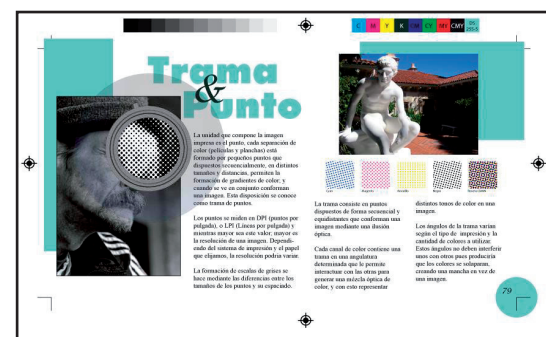 C M Y K CM CY MY CMY DS
295-5
Trama
&
Punto
La unidad que compone la imagen
impresa es el punto, cada separación de
color (películas y planchas) está
formado por pequeños puntos que
dispuestos secuencialmente, en distintos
tamaños y distancias, permiten la
formación de gradientes de color, y
cuando se ve en conjunto conforman
una imagen. Esta disposición se conoce
como trama de puntos.
Los puntos se miden en DPI (puntos por
pulgada), o LPI (Líneas por pulgada) y
mientras mayor sea este valor; mayor es
la resolución de una imagen. Dependi-
endo del sistema de impresión y el papel
que elijamos, la resolución podría variar.
La formación de escalas de grises se
hace mediante las diferencias entre los
tamaños de los puntos y su espaciado.
Cyan Magenta Amarillo Negro
La trama consiste en puntos
dispuestos de forma secuencial y
equidistantes que conforman una
imagen mediante una ilusión
óptica.
Cada canal de color contiene una
trama en una angulatura
determinada que le permite
interactuar con las otras para
generar una mezcla óptica de
color, y con esto representar
distintos tonos de color en una
imagen.
Los ángulos de la trama varían
según el tipo de impresión y la
cantidad de colores a utilizar.
Estos ángulos no deben interferir
unos con otros pues produciría
que los colores se solaparan,
creando una mancha en vez de
una imagen.
79